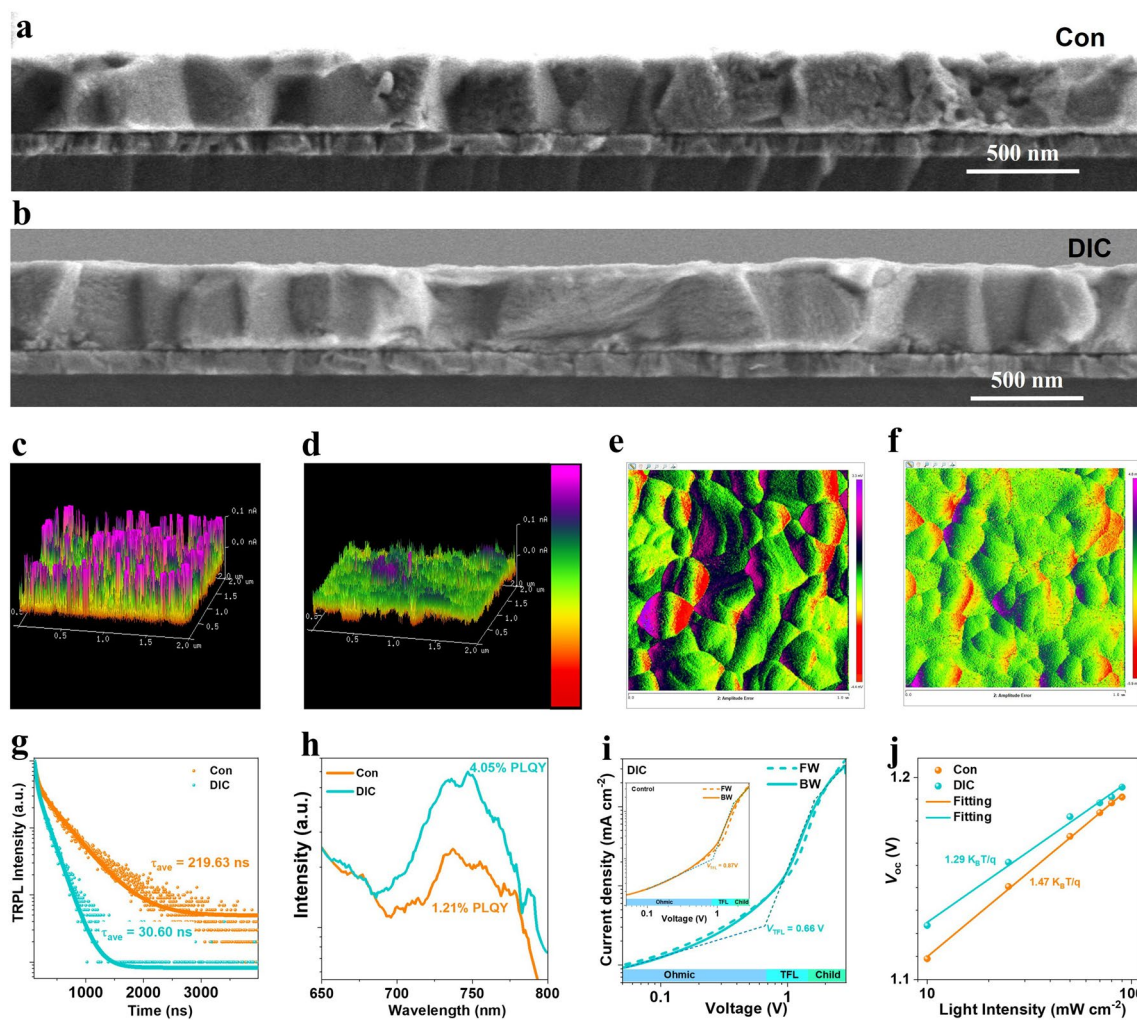 a
Con
500 nm
b
DIC
500 nm
c
0.1 nA
0.0 nA
2.0 um
1.5
1.0
0.5
0.5
1.0
1.5
2.0 um
d
0.1 nA
0.0 nA
2.0 um
1.5
1.0
0.5
0.5
1.0
1.5
2.0 um
e
0.0
2: Amplitude Error
f
0.0
2: Amplitude Error
g
Con
DIC
τave = 219.63 ns
τave = 30.60 ns
TRPL Intensity (a.u.)
1000 2000 3000
Time (ns)
h
Con
DIC
4.05% PLQY
1.21% PLQY
Intensity (a.u.)
650 700 750 800
Wavelength (nm)
i
DIC
FW
BW
Control
FW
BW
Ohmic TFL Child
0.1 1
Voltage (V)
VTFL = 0.66 V
Ohmic TFL Child
Current density (mA cm-2)
0.1 1
Voltage (V)
j
Con
DIC
Fitting
Fitting
1.29 KBT/q
1.47 KBT/q
Voc (V)
1.2
1.1
10 100
Light Intensity (mW cm-2)